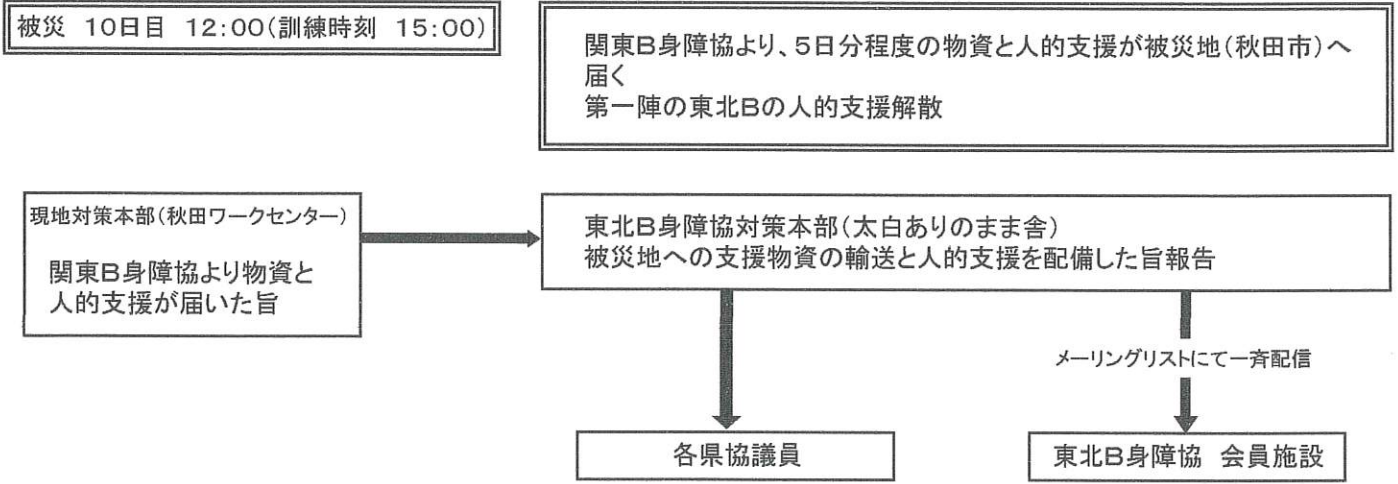 被災 10日目 12:00(訓練時刻 15:00)
関東B身障協より、5日分程度の物資と人的支援が被災地(秋田市)へ
届く
第一陣の東北Bの人的支援解散
現地対策本部(秋田ワークセンター)
関東B身障協より物資と
人的支援が届いた旨
東北B身障協対策本部(太白ありのまま舎)
被災地への支援物資の輸送と人的支援を配備した旨報告
メーリングリストにて一斉配信
各県協議員
東北B身障協 会員施設